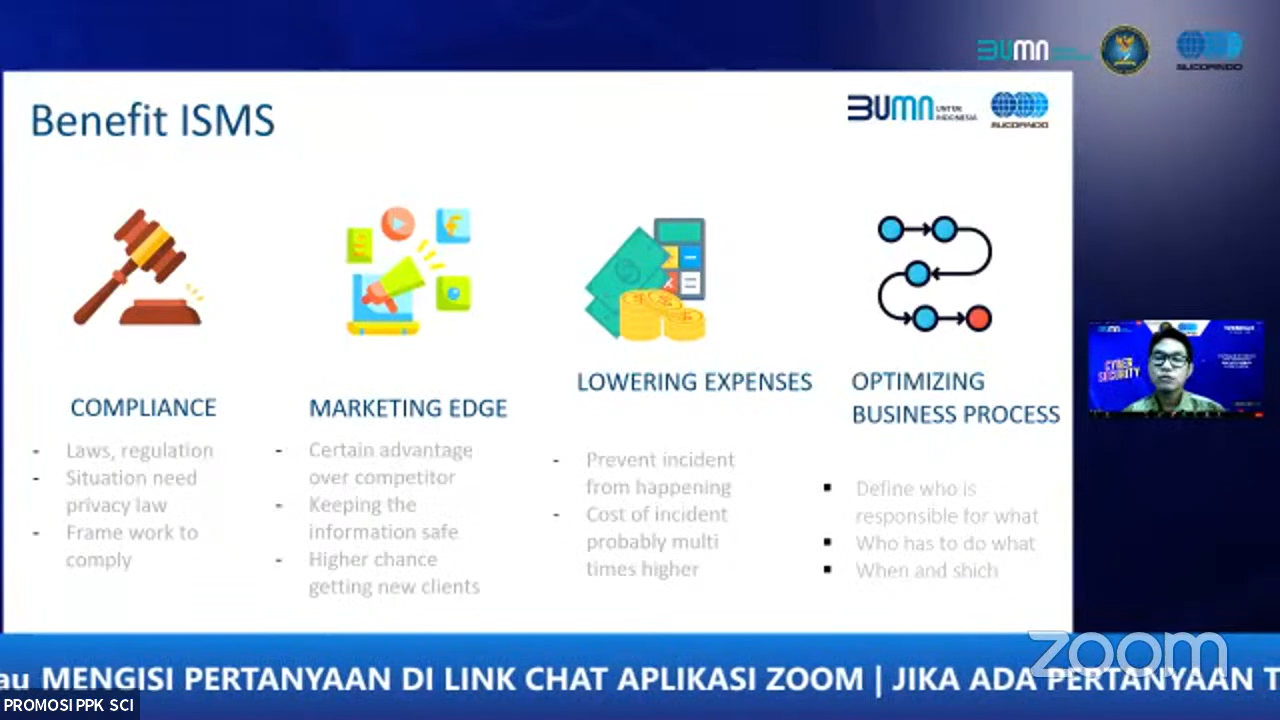 BUMN
SUCOFINDO
Benefit ISMS
BUMN UNTUK
INDONESIA
SUCOFINDO
COMPLIANCE
- Laws, regulation
- Situation need
privacy law
- Frame work to
comply
MARKETING EDGE
- Certain advantage
over competitor
- Keeping the
information safe
- Higher chance
getting new clients
LOWERING EXPENSES
- Prevent incident
from happening
- Cost of incident
probably multi
times higher
OPTIMIZING
BUSINESS PROCESS
▪ Define who is
responsible for what
▪ Who has to do what
▪ When and shich
CYBER
SECURITY
zoom
au MENGISI PERTANYAAN DI LINK CHAT APLIKASI ZOOM | JIKA ADA PERTANYAAN T
PROMOSI PPK SCI